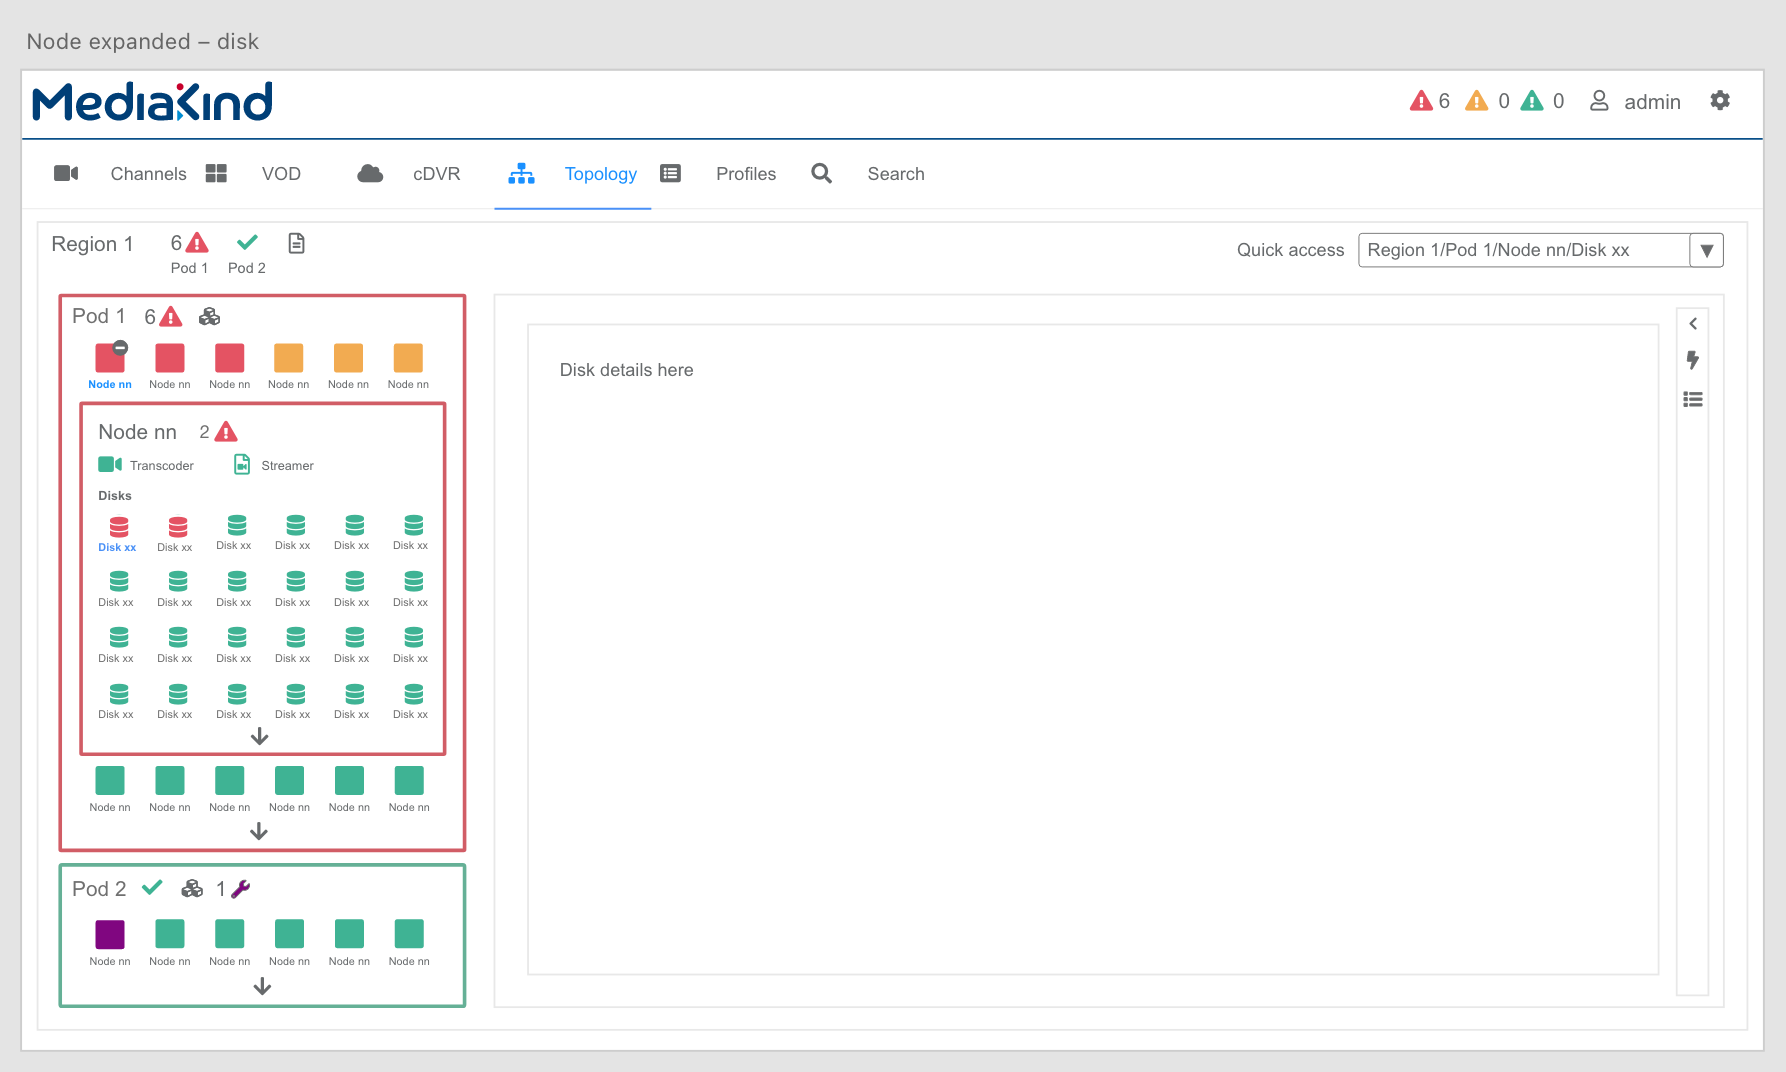 Node expanded – disk
MediaKind
6 0 0 admin
Channels VOD cDVR Topology Profiles Search
Region 1 6
Pod 1 Pod 2
Quick access Region 1/Pod 1/Node nn/Disk xx
Pod 1 6
Node nn Node nn Node nn Node nn Node nn Node nn
Node nn 2
Transcoder Streamer
Disks
Disk xx Disk xx Disk xx Disk xx Disk xx Disk xx
Disk xx Disk xx Disk xx Disk xx Disk xx Disk xx
Disk xx Disk xx Disk xx Disk xx Disk xx Disk xx
Disk xx Disk xx Disk xx Disk xx Disk xx Disk xx
Node nn Node nn Node nn Node nn Node nn Node nn
Pod 2 1
Node nn Node nn Node nn Node nn Node nn Node nn
Disk details here